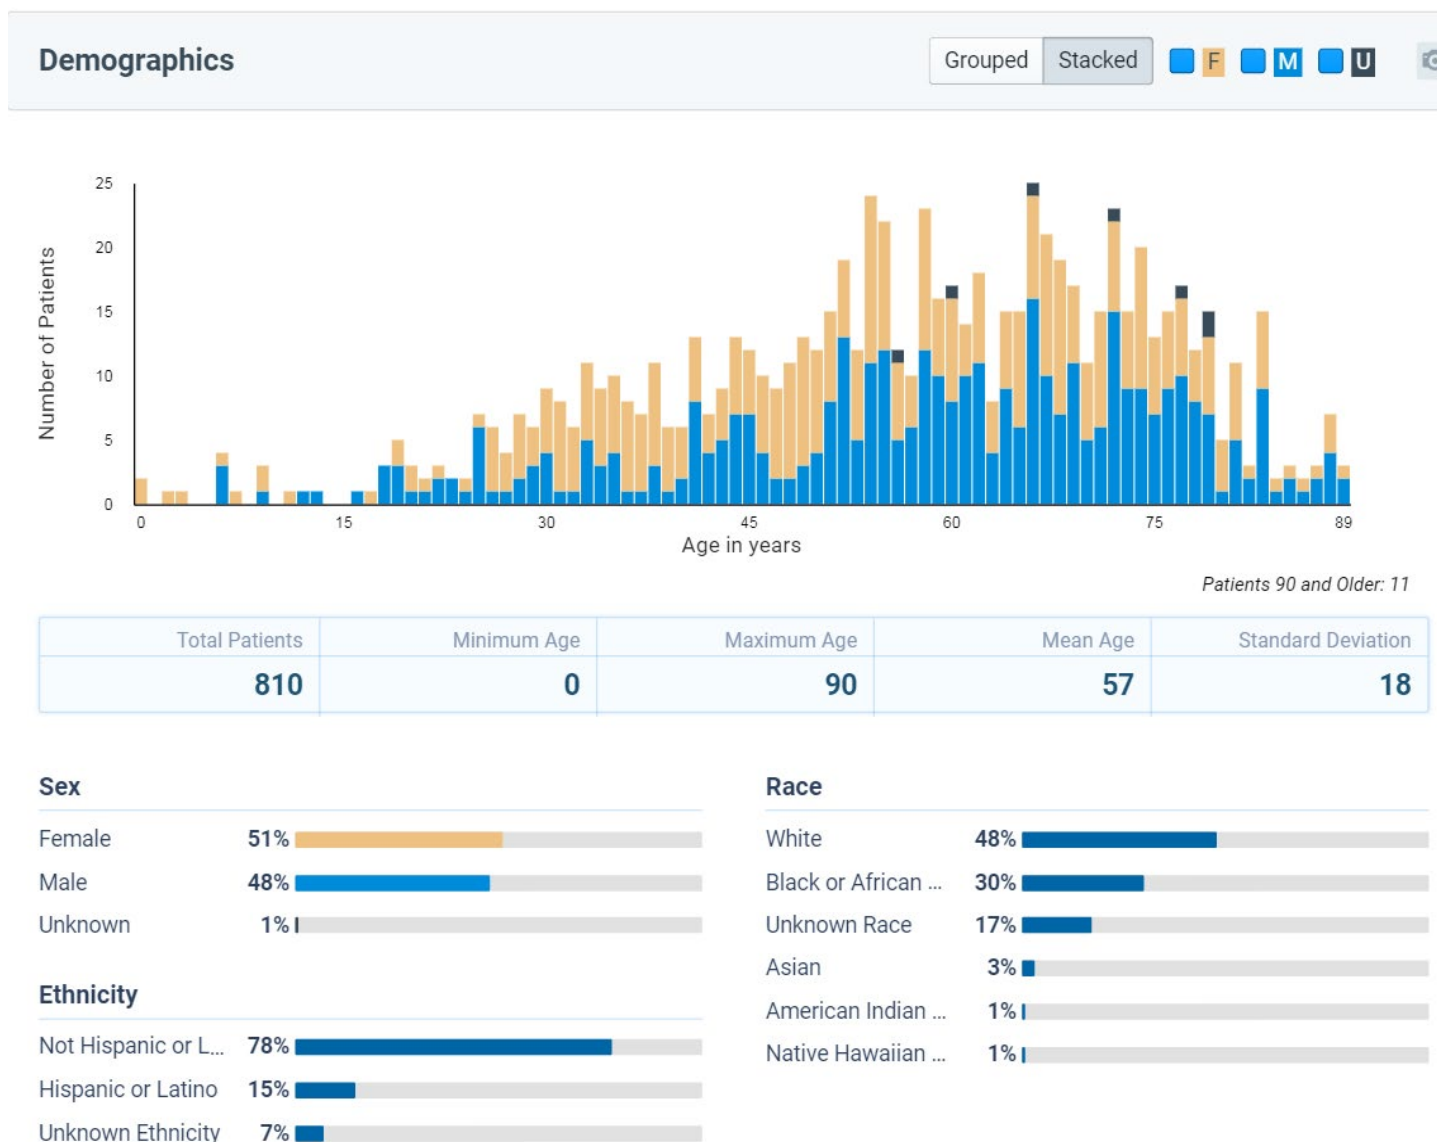 Demographics
Grouped Stacked F M U
Number of Patients
25
20
15
10
5
0
0 15 30 45 60 75 89
Age in years
Patients 90 and Older: 11
Total Patients Minimum Age Maximum Age Mean Age Standard Deviation
810 0 90 57 18
Sex
Female 51%
Male 48%
Unknown 1%
Ethnicity
Not Hispanic or L... 78%
Hispanic or Latino 15%
Unknown Ethnicity 7%
Race
White 48%
Black or African ... 30%
Unknown Race 17%
Asian 3%
American Indian ... 1%
Native Hawaiian ... 1%